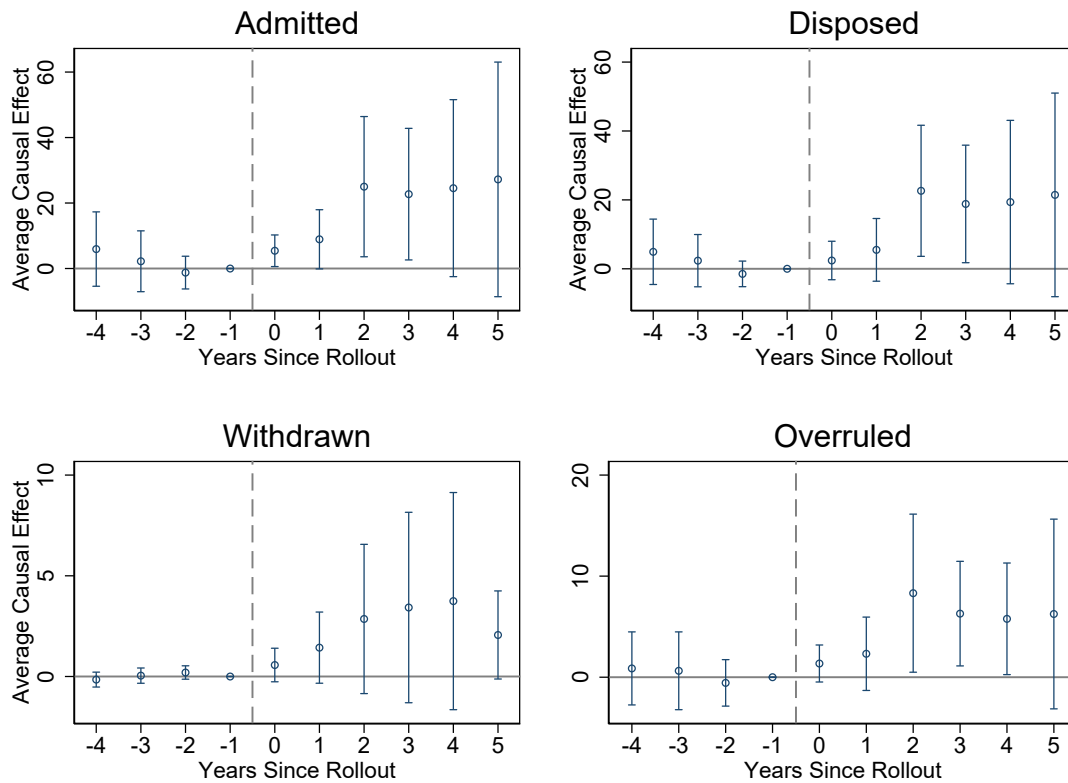 Admitted
Average Causal Effect
60
40
20
0
-4 -3 -2 -1 0 1 2 3 4 5
Years Since Rollout
Disposed
Average Causal Effect
60
40
20
0
-4 -3 -2 -1 0 1 2 3 4 5
Years Since Rollout
Withdrawn
Average Causal Effect
10
5
0
-4 -3 -2 -1 0 1 2 3 4 5
Years Since Rollout
Overruled
20
10
0
-4 -3 -2 -1 0 1 2 3 4 5
Years Since Rollout